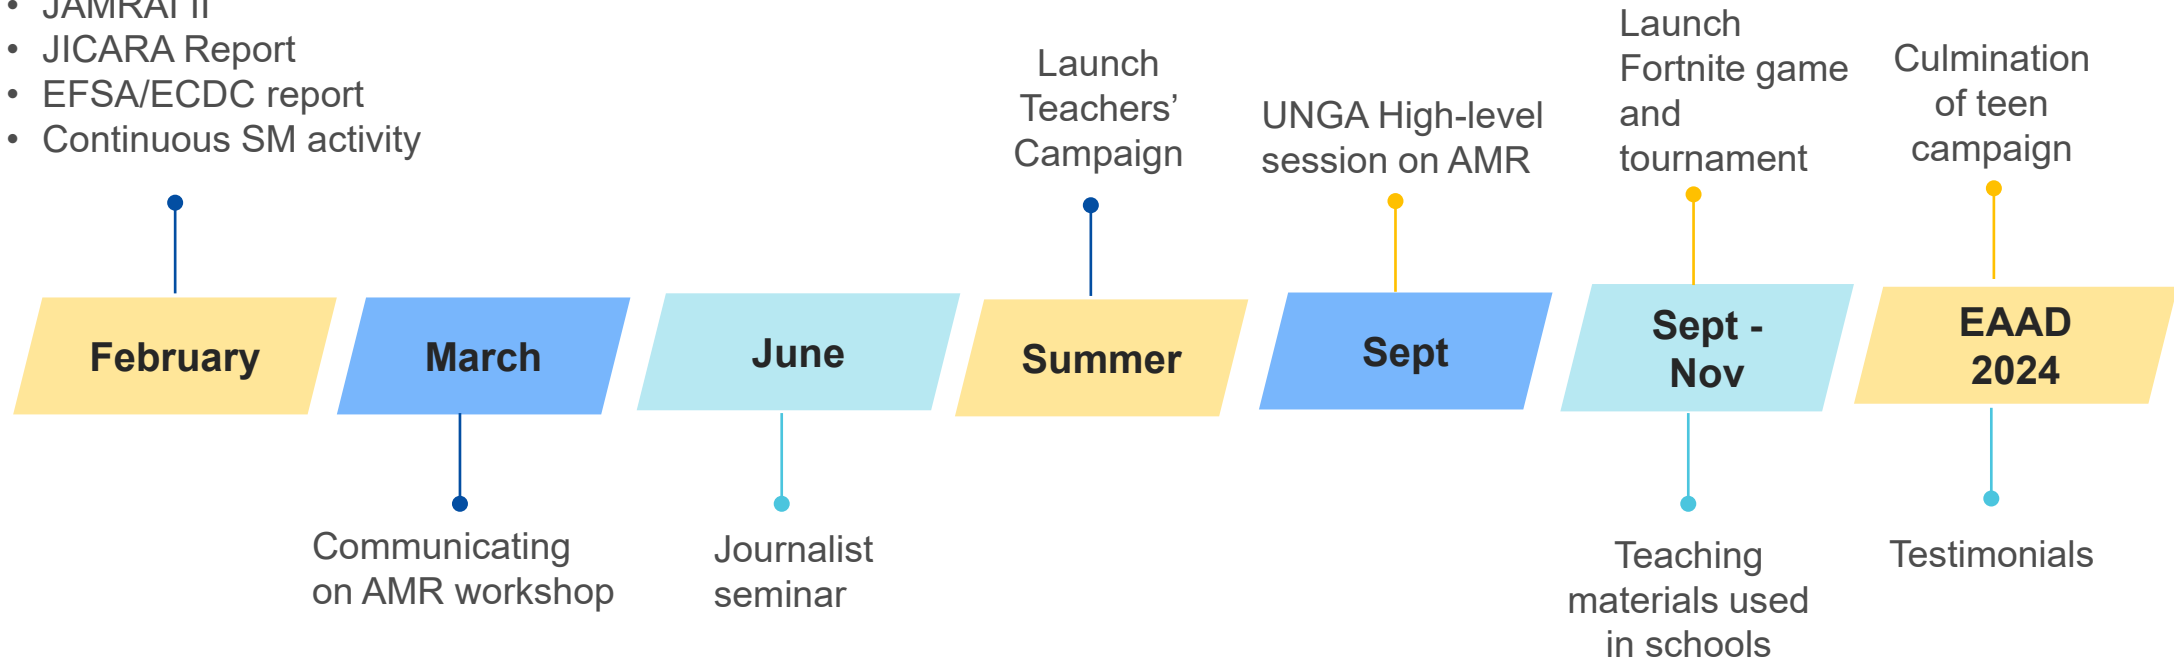 • JAMRAI II
• JICARA Report
• EFSA/ECDC report
• Continuous SM activity
Launch
Teachers’
Campaign
UNGA High-level
session on AMR
Launch
Fortnite game
and
tournament
Culmination
of teen
campaign
February
March
June
Summer
Sept
Sept -
Nov
EAAD
2024
Communicating
on AMR workshop
Journalist
seminar
Teaching
materials used
in schools
Testimonials